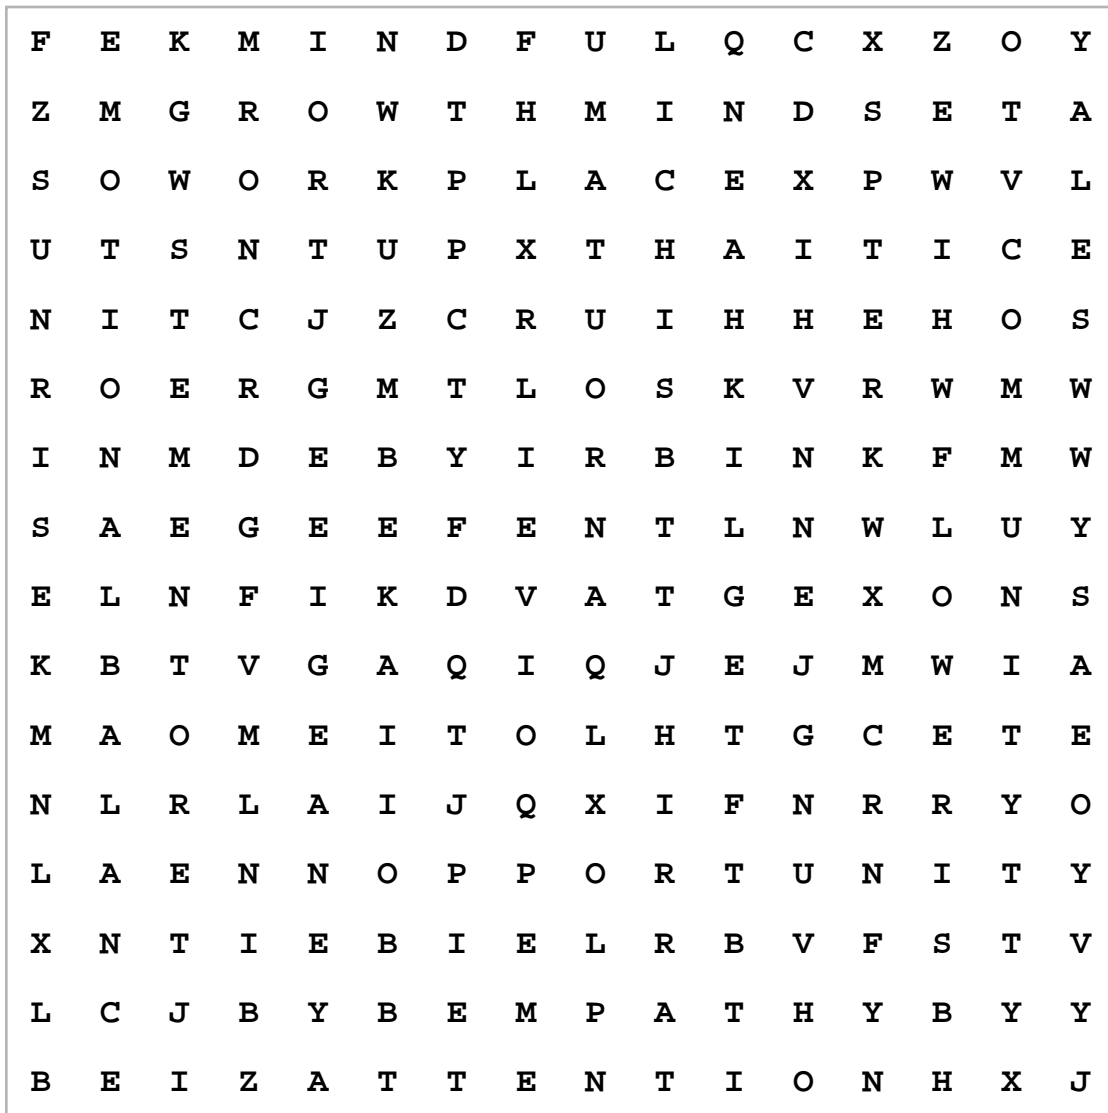 F E K M I N D F U L Q C X Z O Y
Z M G R O W T H M I N D S E T A
S O W O R K P L A C E X P W V L
U T S N T U P X T H A I T I C E
N I T C J Z C R U I H H E H O S
R O E R G M T L O S K V R W M W
I N M D E B Y I R B I N K F M W
S A E G E E F E N T L N W L U Y
E L N F I K D V A T G E X O N S
K B T V G A Q I Q J E J M W I A
M A O M E I T O L H T G C E T E
N L R L A I J Q X I F N R R Y O
L A E N N O P P O R T U N I T Y
X N T I E B I E L R B V F S T V
L C J B Y B E M P A T H Y B Y Y
B E I Z A T T E N T I O N H X J